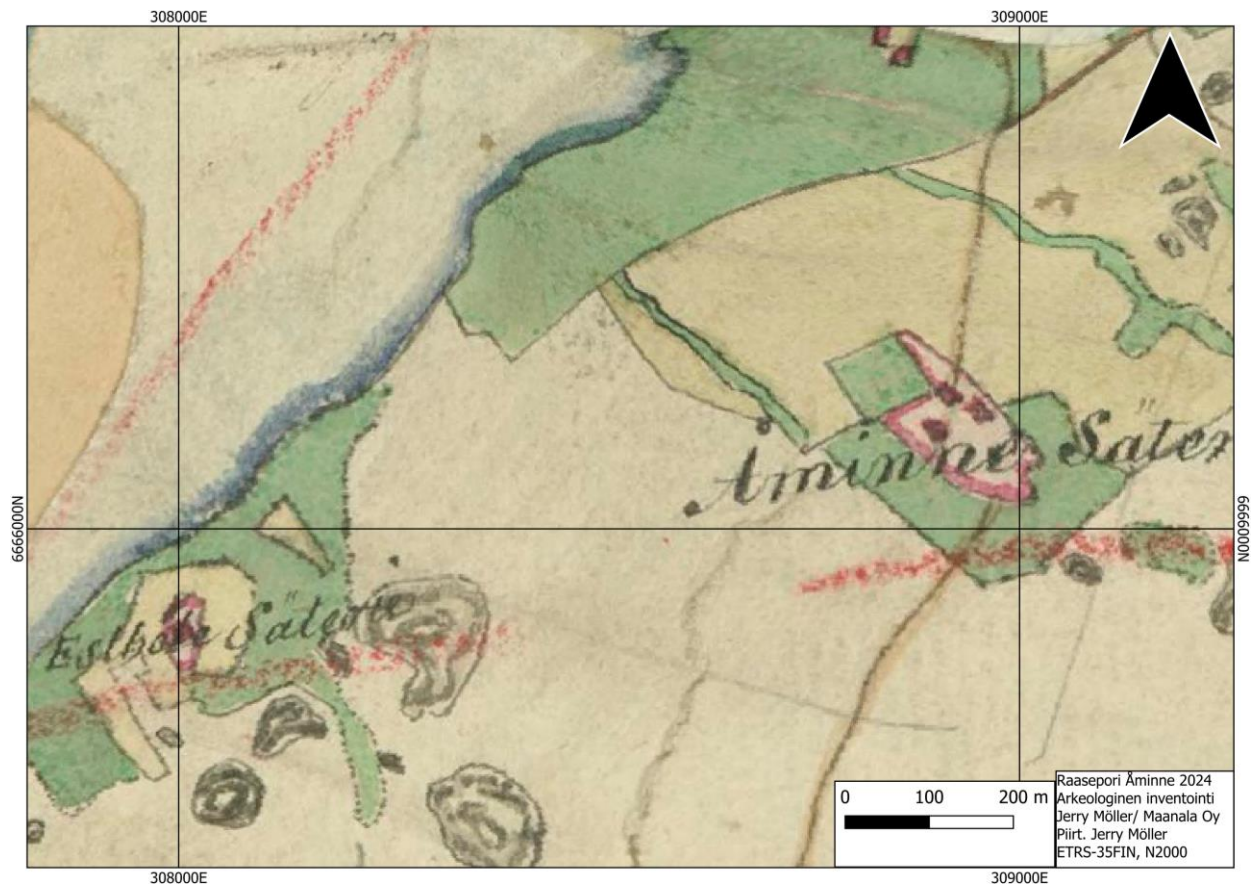 308000E
309000E
6666000N
6666000N
Åminne Säter
Säteri
0
100
200 m
Raasepori Åminne 2024
Arkeologinen inventointi
Jerry Möller/ Maanala Oy
Piirt. Jerry Möller
ETRS-35FIN, N2000
308000E
309000E